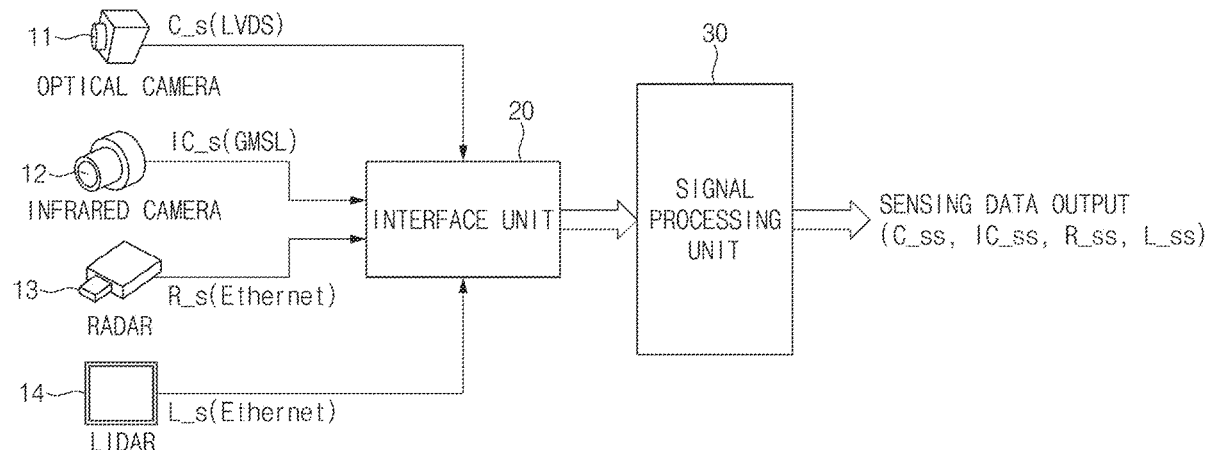 11
C_s(LVDS)
OPTICAL CAMERA
12
IC_s(GMSL)
INFRARED CAMERA
13
R_s(Ethernet)
RADAR
14
L_s(Ethernet)
LIDAR
20
INTERFACE UNIT
30
SIGNAL
PROCESSING
UNIT
SENSING DATA OUTPUT
(C_ss, IC_ss, R_ss, L_ss)